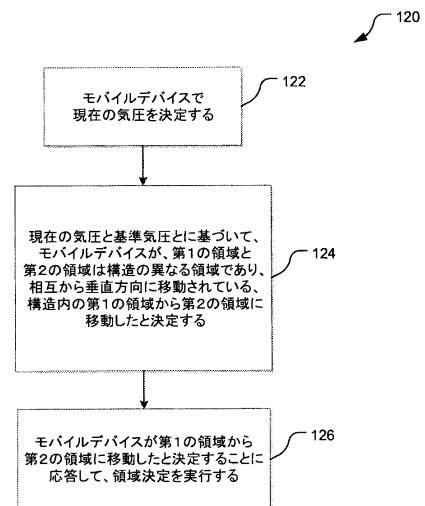 120
モバイルデバイスで
現在の気圧を決定する
122
現在の気圧と基準気圧とに基づいて、
モバイルデバイスが、第1の領域と
第2の領域は構造の異なる領域であり、
相互から垂直方向に移動されている、
構造内の第1の領域から第2の領域に
移動したと決定する
124
モバイルデバイスが第1の領域から
第2の領域に移動したと決定することに
応答して、領域決定を実行する
126